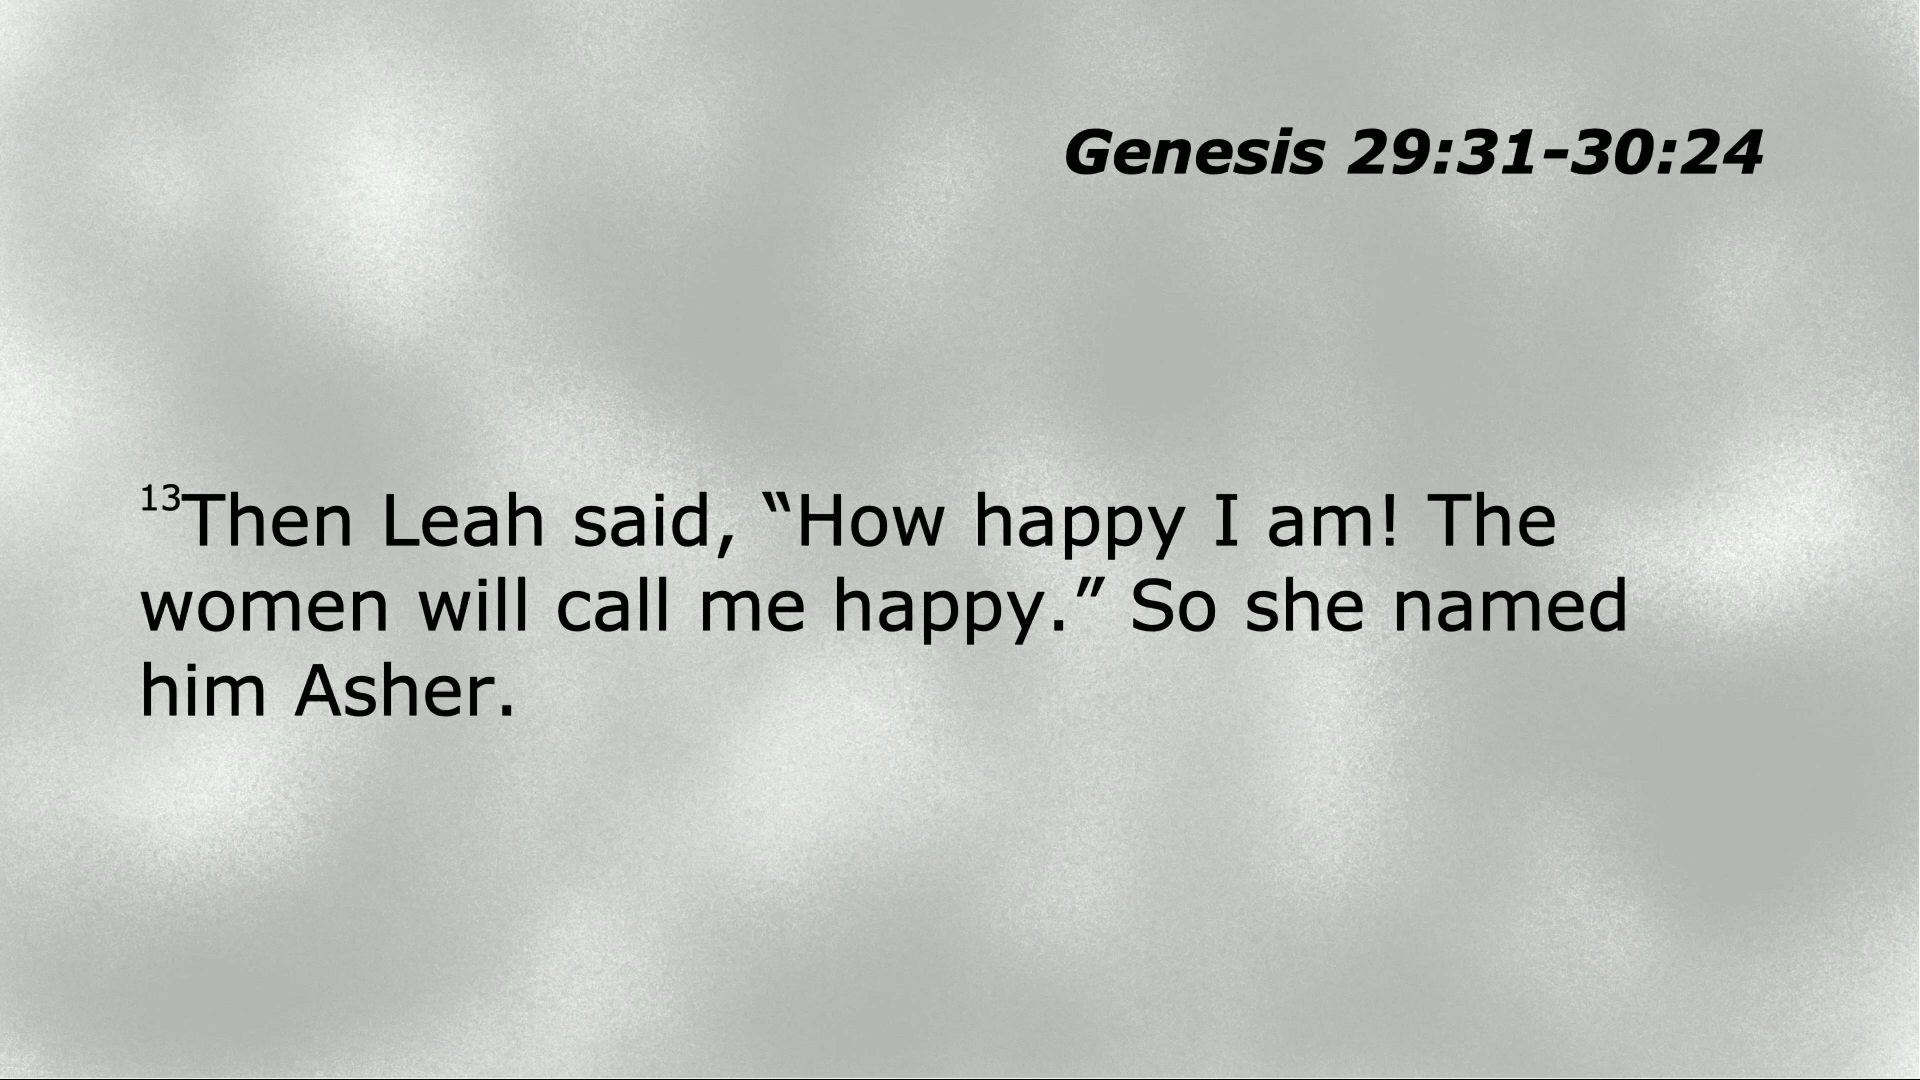 Genesis 29:31-30:24
13Then Leah said, “How happy I am! The
women will call me happy.” So she named
him Asher.